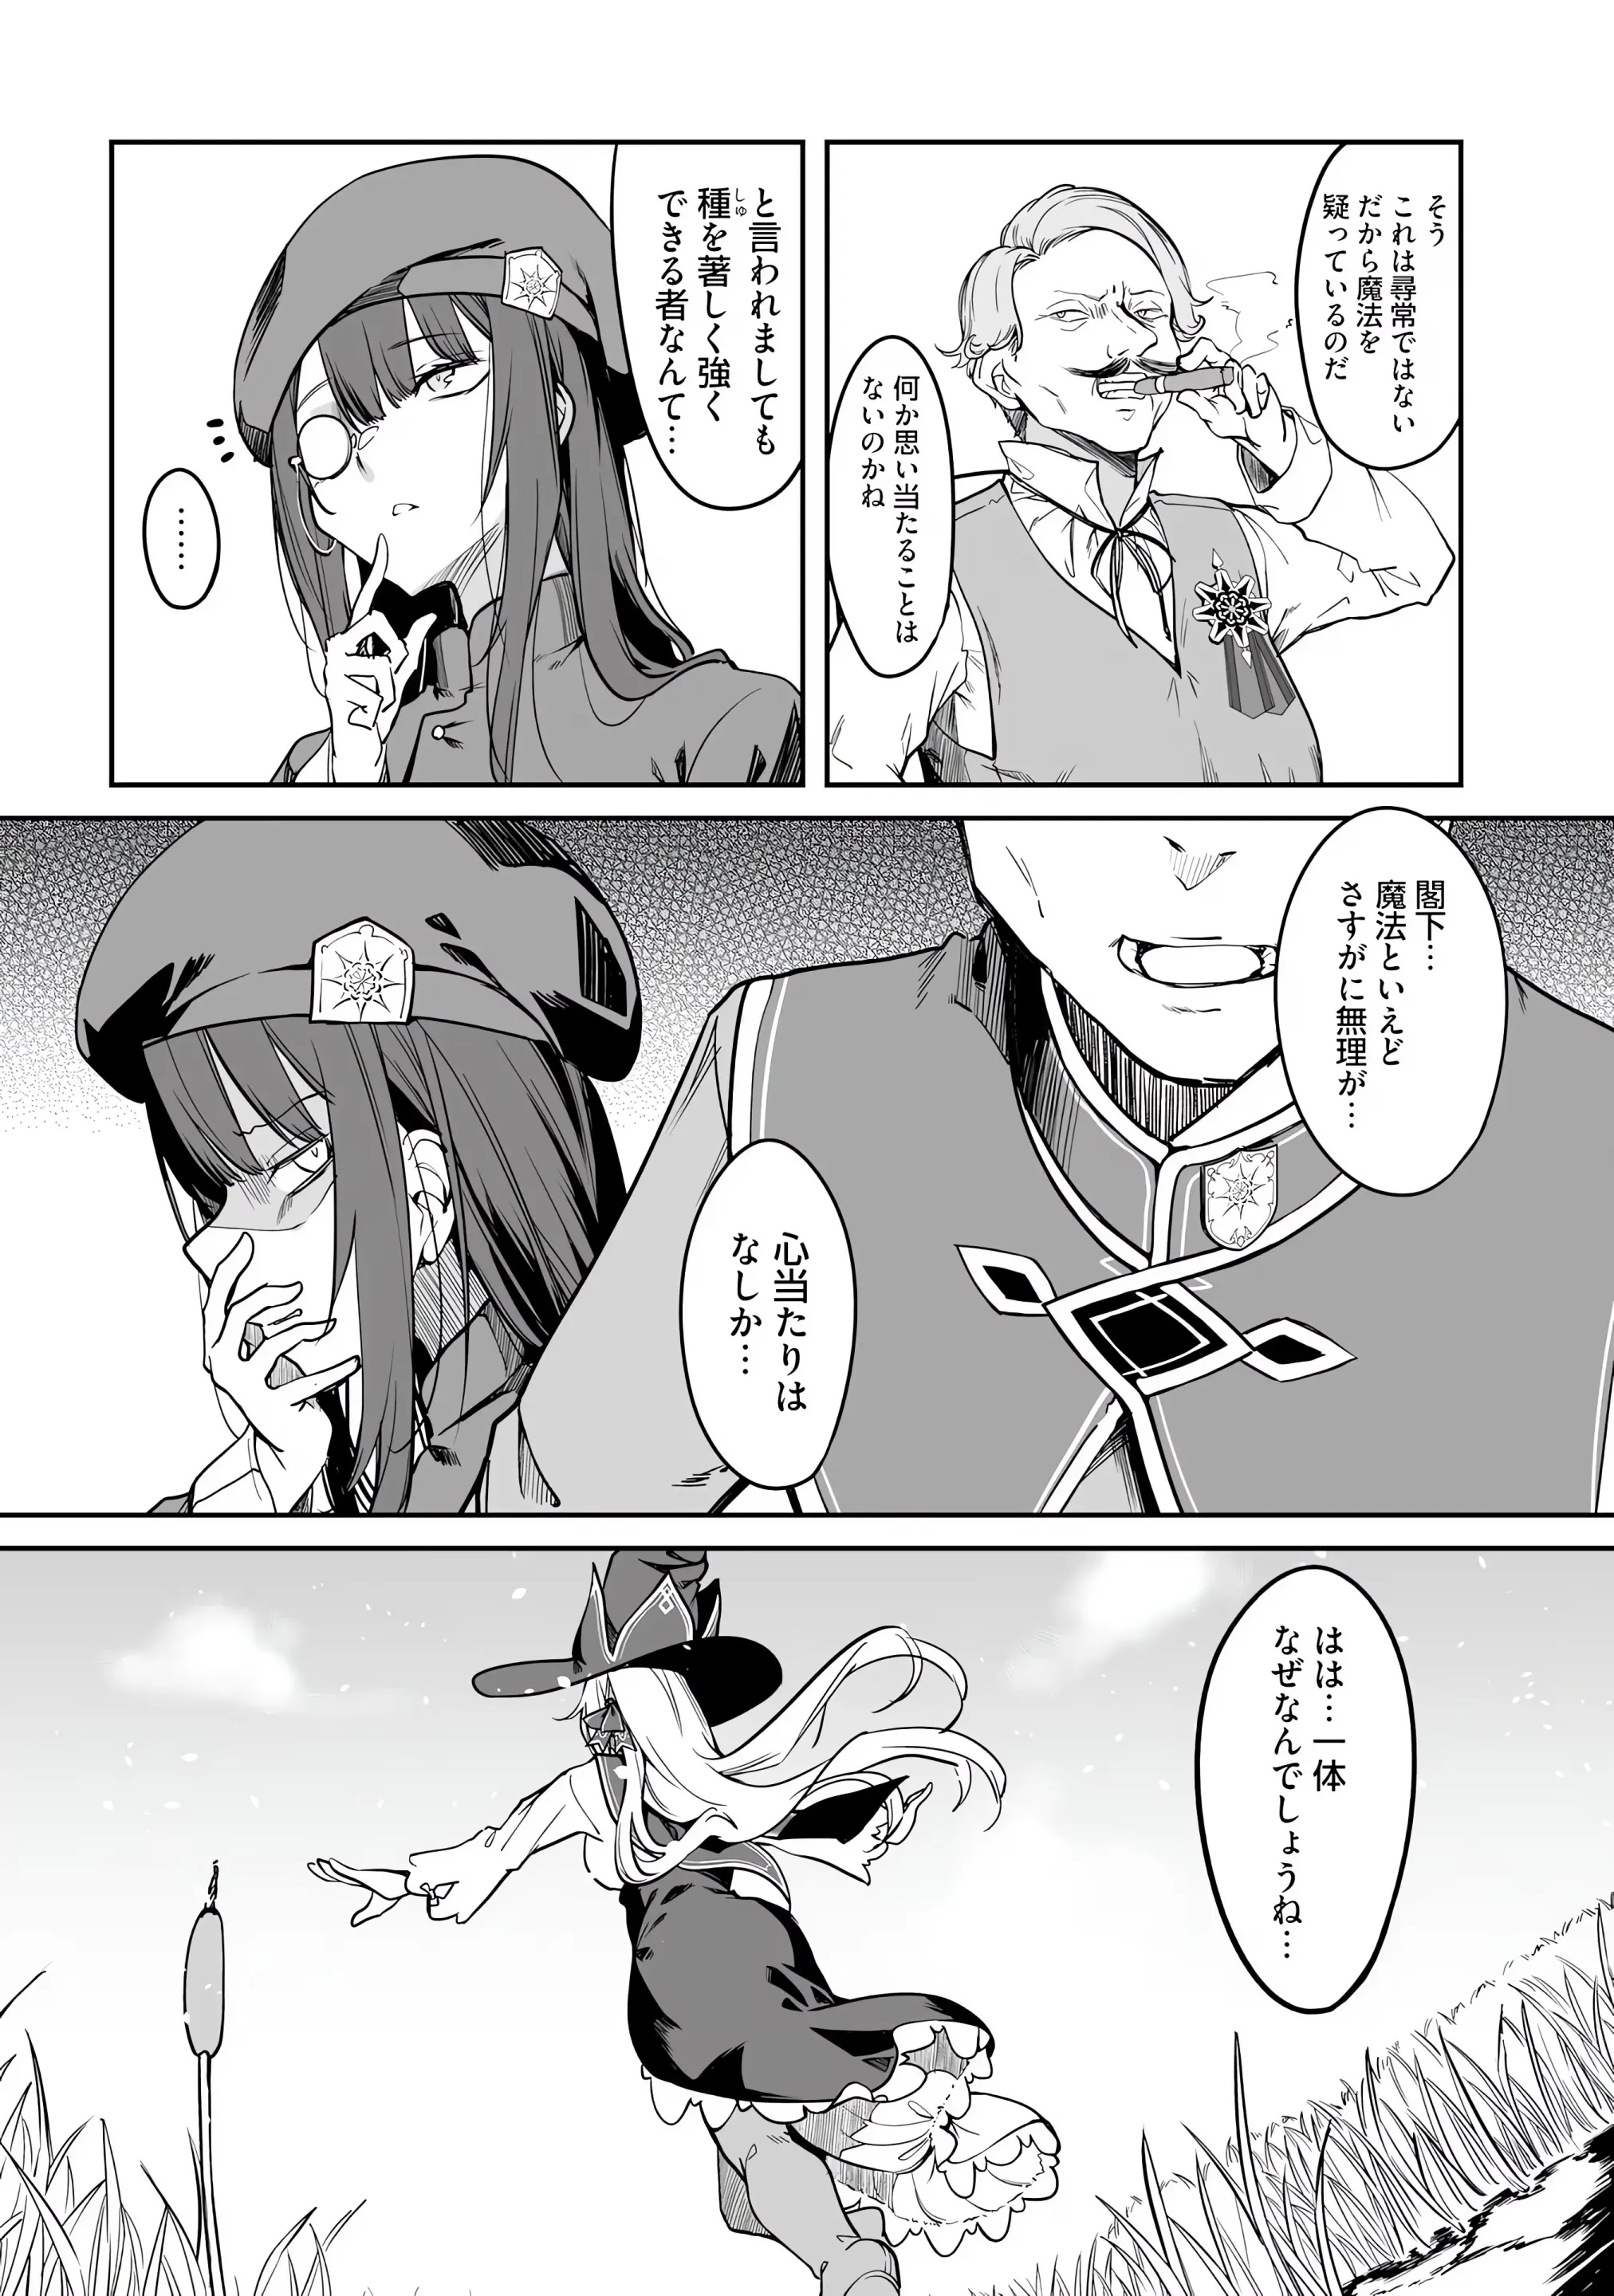 そう
これは尋常ではない
だから魔法を
疑っているのだ
何か思い当たることは
ないのかね
と言われましても
種を著しく強く
しゅ
できる者なんて…
……
閣下…
魔法といえど
さすがに無理が…
心当たりは
なしか…
はは…一体
なぜなんでしょうね…